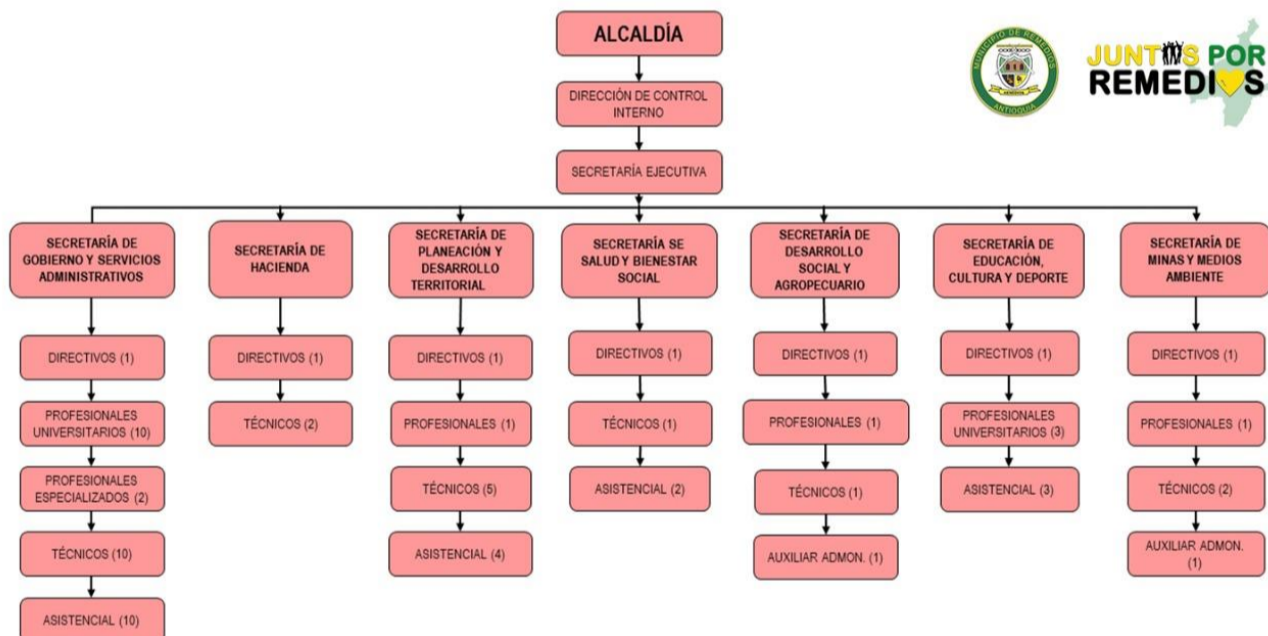 ALCALDÍA
MUNICIPIO DE REMEDIOS
ANTIOQUIA
JUNTOS POR
REMEDIOS
DIRECCIÓN DE CONTROL
INTERNO
SECRETARÍA EJECUTIVA
SECRETARÍA DE
GOBIERNO Y SERVICIOS
ADMINISTRATIVOS
DIRECTIVOS (1)
PROFESIONALES
UNIVERSITARIOS (10)
PROFESIONALES
ESPECIALIZADOS (2)
TÉCNICOS (10)
ASISTENCIAL (10)
SECRETARÍA DE
HACIENDA
DIRECTIVOS (1)
TÉCNICOS (2)
SECRETARÍA DE
PLANEACIÓN Y
DESARROLLO
TERRITORIAL
DIRECTIVOS (1)
PROFESIONALES (1)
TÉCNICOS (5)
ASISTENCIAL (4)
SECRETARÍA SE
SALUD Y BIENESTAR
SOCIAL
DIRECTIVOS (1)
TÉCNICOS (1)
ASISTENCIAL (2)
SECRETARÍA DE
DESARROLLO
SOCIAL Y
AGROPECUARIO
DIRECTIVOS (1)
PROFESIONALES (1)
TÉCNICOS (1)
AUXILIAR ADMON. (1)
SECRETARÍA DE
EDUCACIÓN,
CULTURA Y DEPORTE
DIRECTIVOS (1)
PROFESIONALES
UNIVERSITARIOS (3)
ASISTENCIAL (3)
SECRETARÍA DE
MINAS Y MEDIOS
AMBIENTE
DIRECTIVOS (1)
PROFESIONALES (1)
TÉCNICOS (2)
AUXILIAR ADMON.
(1)